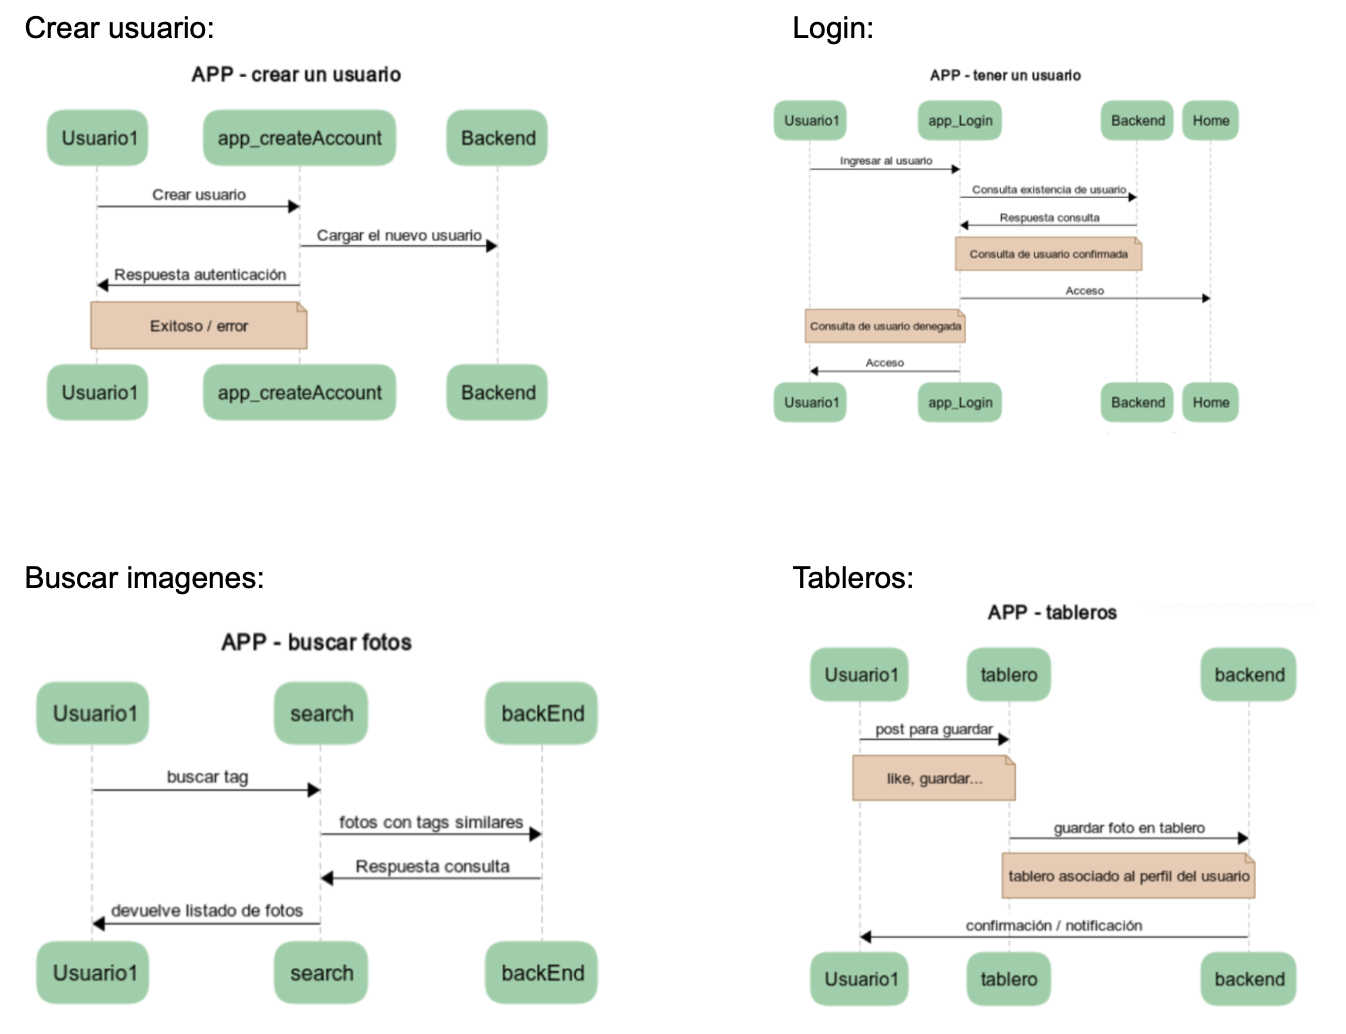 Crear usuario:
APP - crear un usuario
Usuario1
app_createAccount
Backend
Crear usuario
Cargar el nuevo usuario
Respuesta autenticación
Exitoso / error
Usuario1
app_createAccount
Backend
Login:
APP - tener un usuario
Usuario1
app_Login
Backend
Home
Ingresar al usuario
Consulta existencia de usuario
Respuesta consulta
Consulta de usuario confirmada
Acceso
Consulta de usuario denegada
Acceso
Usuario1
app_Login
Backend
Home
Buscar imagenes:
APP - buscar fotos
Usuario1
search
backEnd
buscar tag
fotos con tags similares
Respuesta consulta
devuelve listado de fotos
Usuario1
search
backEnd
Tableros:
APP - tableros
Usuario1
tablero
backend
post para guardar
like, guardar...
guardar foto en tablero
tablero asociado al perfil del usuario
confirmación / notificación
Usuario1
tablero
backend